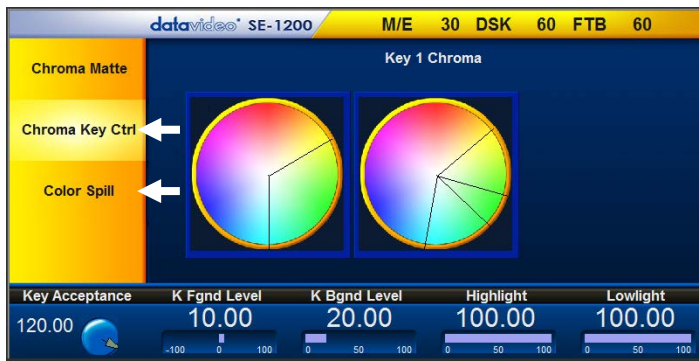 datavideo SE-1200 M/E 30 DSK 60 FTB 60
Key 1 Chroma
Chroma Matte
Chroma Key Ctrl
Color Spill
Key Acceptance K Fgnd Level K Bgnd Level Highlight Lowlight
120.00 10.00 20.00 100.00 100.00
-100 0 100 0 50 100 0 50 100 0 50 100